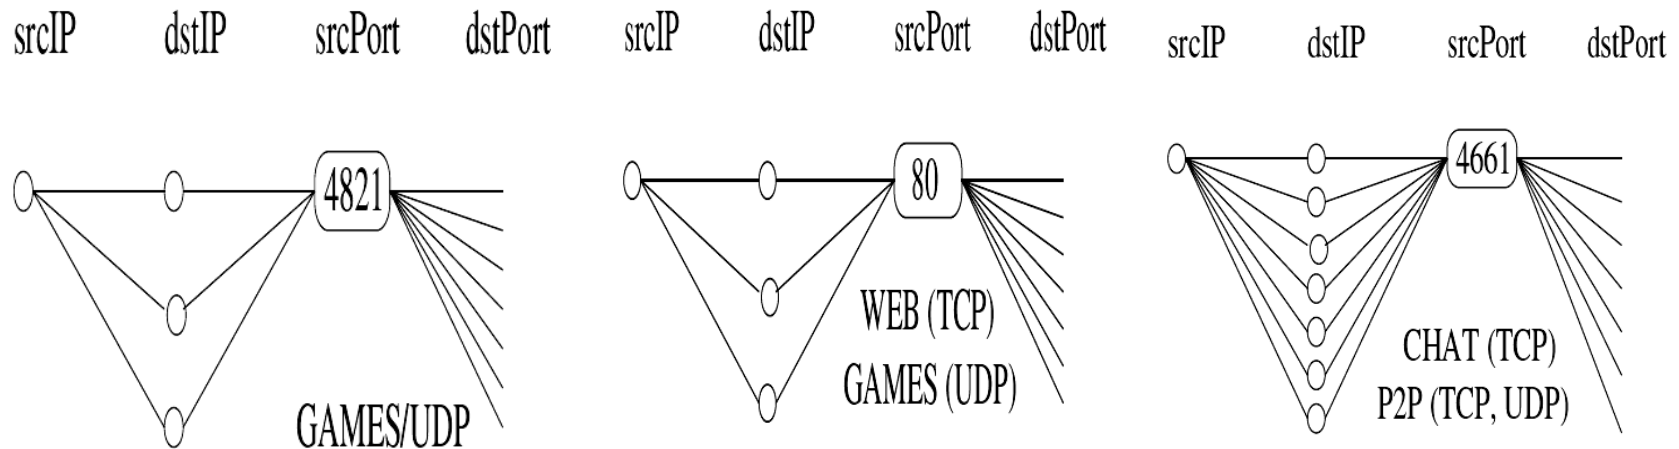 srcIP dstIP srcPort dstPort
4821
GAMES/UDP
srcIP dstIP srcPort dstPort
80
WEB (TCP)
GAMES (UDP)
srcIP dstIP srcPort dstPort
4661
CHAT (TCP)
P2P (TCP, UDP)